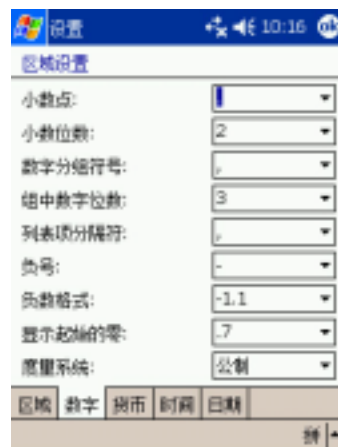 设置 10:16 ok
区域设置
小数点:
小数位数: 2
数字分组符号: ,
组中数字位数: 3
列表项分隔符: ,
负号: -
负数格式: -1.1
显示起始的零: .7
度量系统: 公制
区域 数字 货币 时间 日期
拼